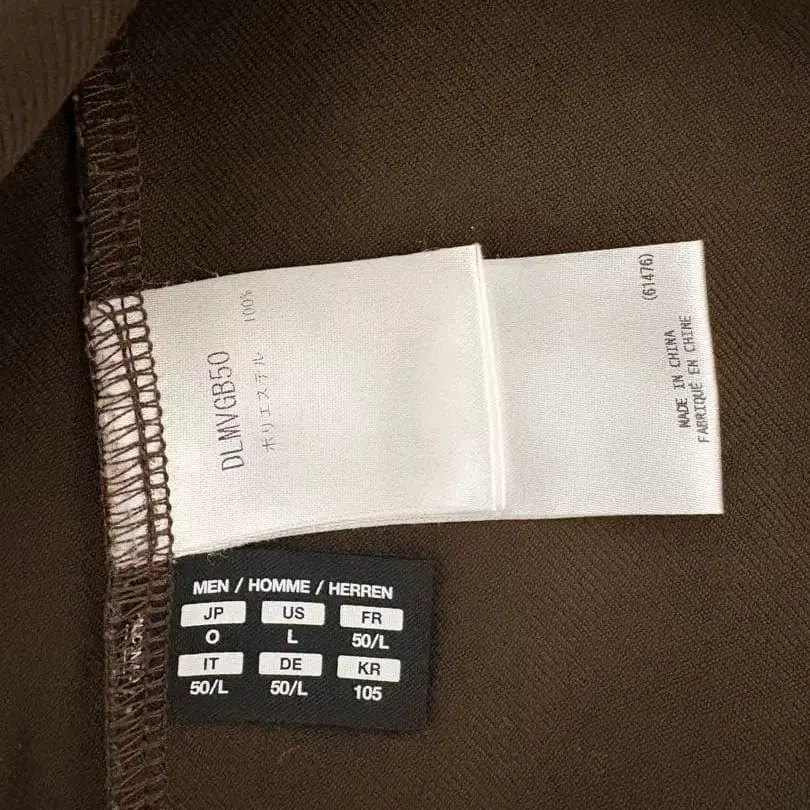 DLMVGB50
ポリエステル 100%
(61476)
MADE IN CHINA
FABRIQUÉ EN CHINE
MEN / HOMME / HERREN
JP US FR
O L 50/L
IT DE KR
50/L 50/L 105